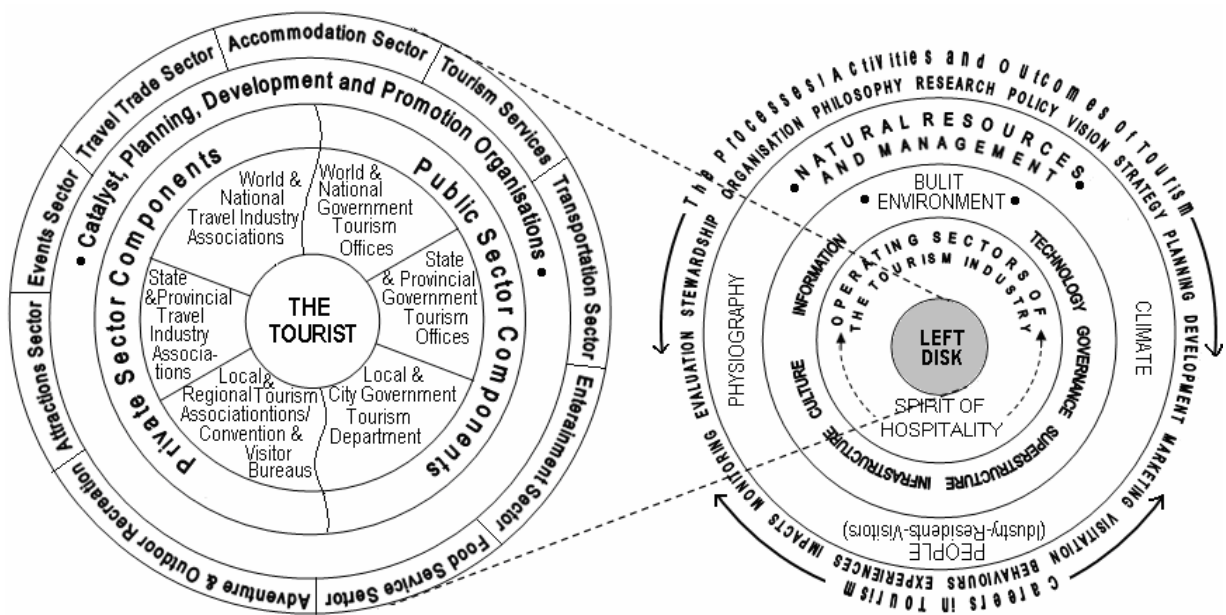 Accommodation Sector
Tourism Services
Transportation Sector
Entertainment Sector
Food Service Sertor
Adventure & Outdoor Recreation
Attractions Sector
Events Sector
Travel Trade Sector
• Catalyst, Planning, Development and Promotion Organisations •
Private Sector Components
Public Sector Components
World &
National
Travel Industry
Associations
World &
National
Government
Tourism
Offices
State
& Provincial
Government
Tourism
Offices
Local &
City Government
Tourism
Department
Local &
Regional Tourism
Associationtions/
Convention &
Visitor
Bureaus
State
&Provincial
Travel
Industry
Associa-
tions
THE
TOURIST
The Processes/Activities and Outcomes of Tourism
ORGANISATION PHILOSOPHY RESEARCH POLICY VISION STRATEGY PLANNING DEVELOPMENT MARKETING VISITATION BEHAVIOURS EXPERIENCES IMPACTS MONITORING EVALUATION STEWARDSHIP
• NATURAL RESOURCES •
AND MANAGEMENT
• BULIT
ENVIRONMENT •
PHYSIOGRAPHY
CLIMATE
INFORMATION
TECHNOLOGY GOVERNANCE SUPERSTRUCTURE INFRASTRUCTURE CULTURE
OPERATING SECTORS OF
THE TOURISM INDUSTRY
LEFT
DISK
SPIRIT OF
HOSPITALITY
PEOPLE
(Idustry-Residents-Visitors)
Careers in Tourism